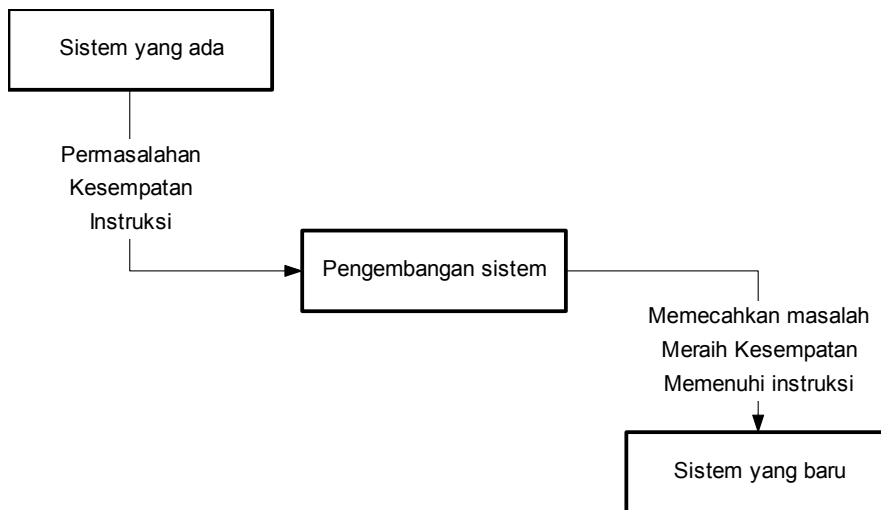 Sistem yang ada
Permasalahan
Kesempatan
Instruksi
Pengembangan sistem
Memecahkan masalah
Meraih Kesempatan
Memenuhi instruksi
Sistem yang baru